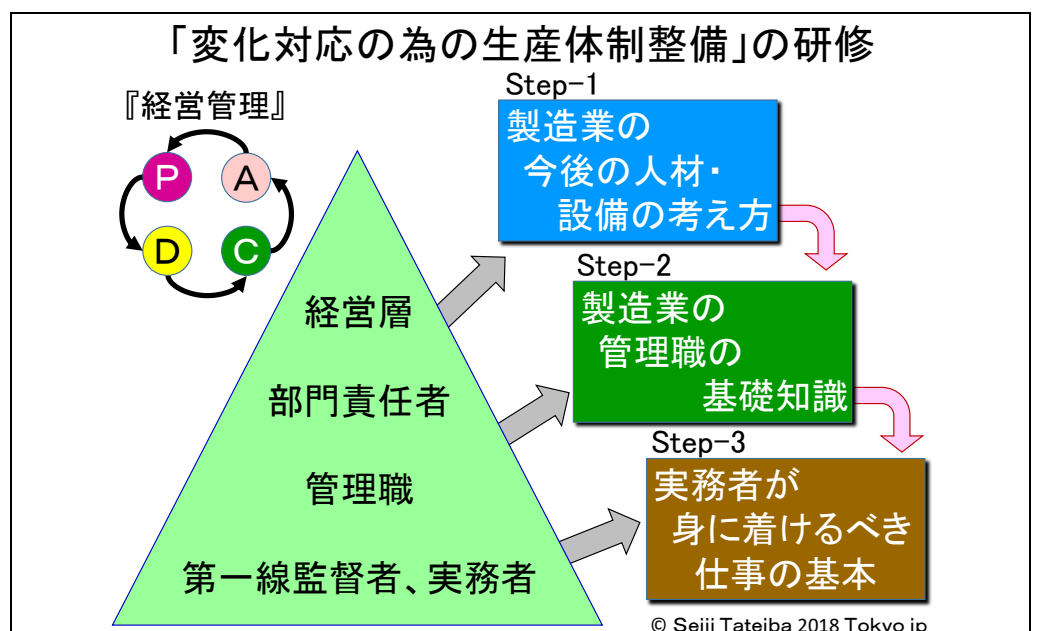 「変化対応の為の生産体制整備」の研修
『経営管理』
P
A
D
C
経営層
部門責任者
管理職
第一線監督者、実務者
Step-1
製造業の
今後の人材・
設備の考え方
Step-2
製造業の
管理職の
基礎知識
Step-3
実務者が
身に着けるべき
仕事の基本
© Seiji Tateiba 2018 Tokyo jp